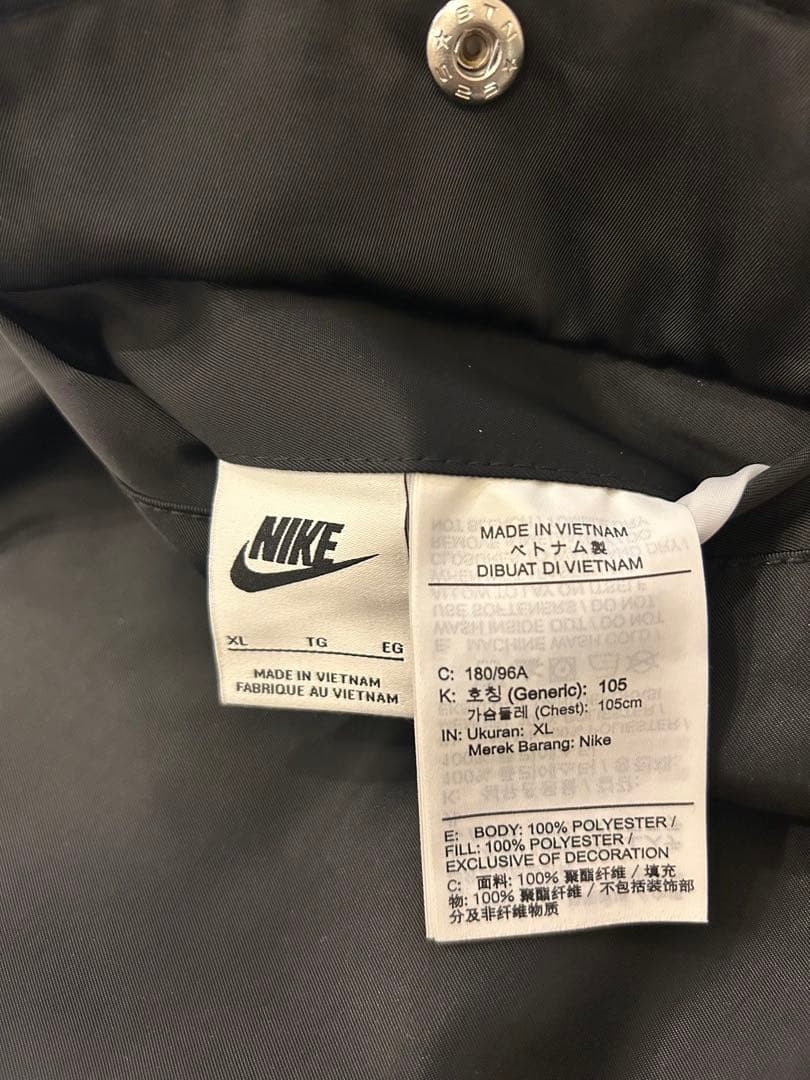 BTN
★ 525 ★
NIKE
XL TG EG
MADE IN VIETNAM
FABRIQUE AU VIETNAM
MADE IN VIETNAM
ベトナム製
DIBUAT DI VIETNAM
C: 180/96A
K: 호칭 (Generic): 105
가슴둘레 (Chest): 105cm
IN: Ukuran: XL
Merek Barang: Nike
E: BODY: 100% POLYESTER /
FILL: 100% POLYESTER /
EXCLUSIVE OF DECORATION
C: 面料: 100% 聚酯纤维 / 填充
物: 100% 聚酯纤维 / 不包括装饰部
分及非纤维物质